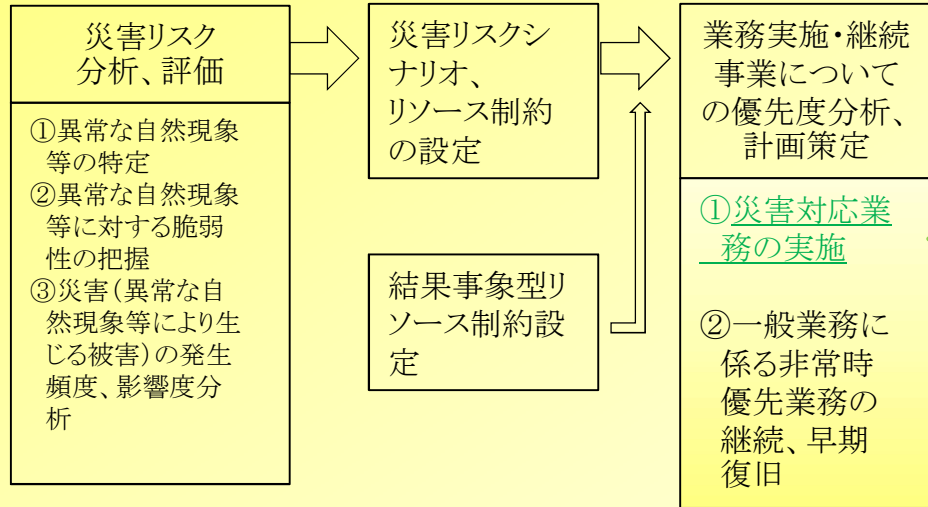 災害リスク
分析、評価
①異常な自然現象
等の特定
②異常な自然現象
等に対する脆弱
性の把握
③災害(異常な自
然現象等により生
じる被害)の発生
頻度、影響度分
析
災害リスクシ
ナリオ、
リソース制約
の設定
結果事象型リ
ソース制約設
定
業務実施・継続
事業について
の優先度分析、
計画策定
①災害対応業
務の実施
②一般業務に
係る非常時
優先業務の
継続、早期
復旧